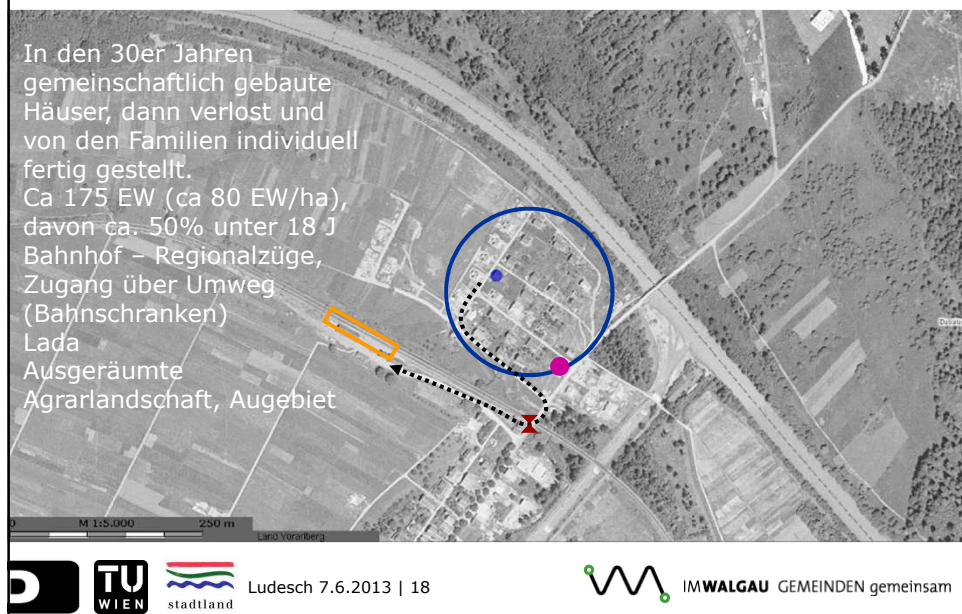 In den 30er Jahren
gemeinschaftlich gebaute
Häuser, dann verlost und
von den Familien individuell
fertig gestellt.
Ca 175 EW (ca 80 EW/ha),
davon ca. 50% unter 18 J
Bahnhof – Regionalzüge,
Zugang über Umweg
(Bahnschranken)
Lada
Ausgeräumte
Agrarlandschaft, Augebiet
0 M 1:5.000 250 m
Land Vorarlberg
TU
WIEN
stadtland
Ludesch 7.6.2013 | 18
IMWALGAU GEMEINDEN gemeinsam